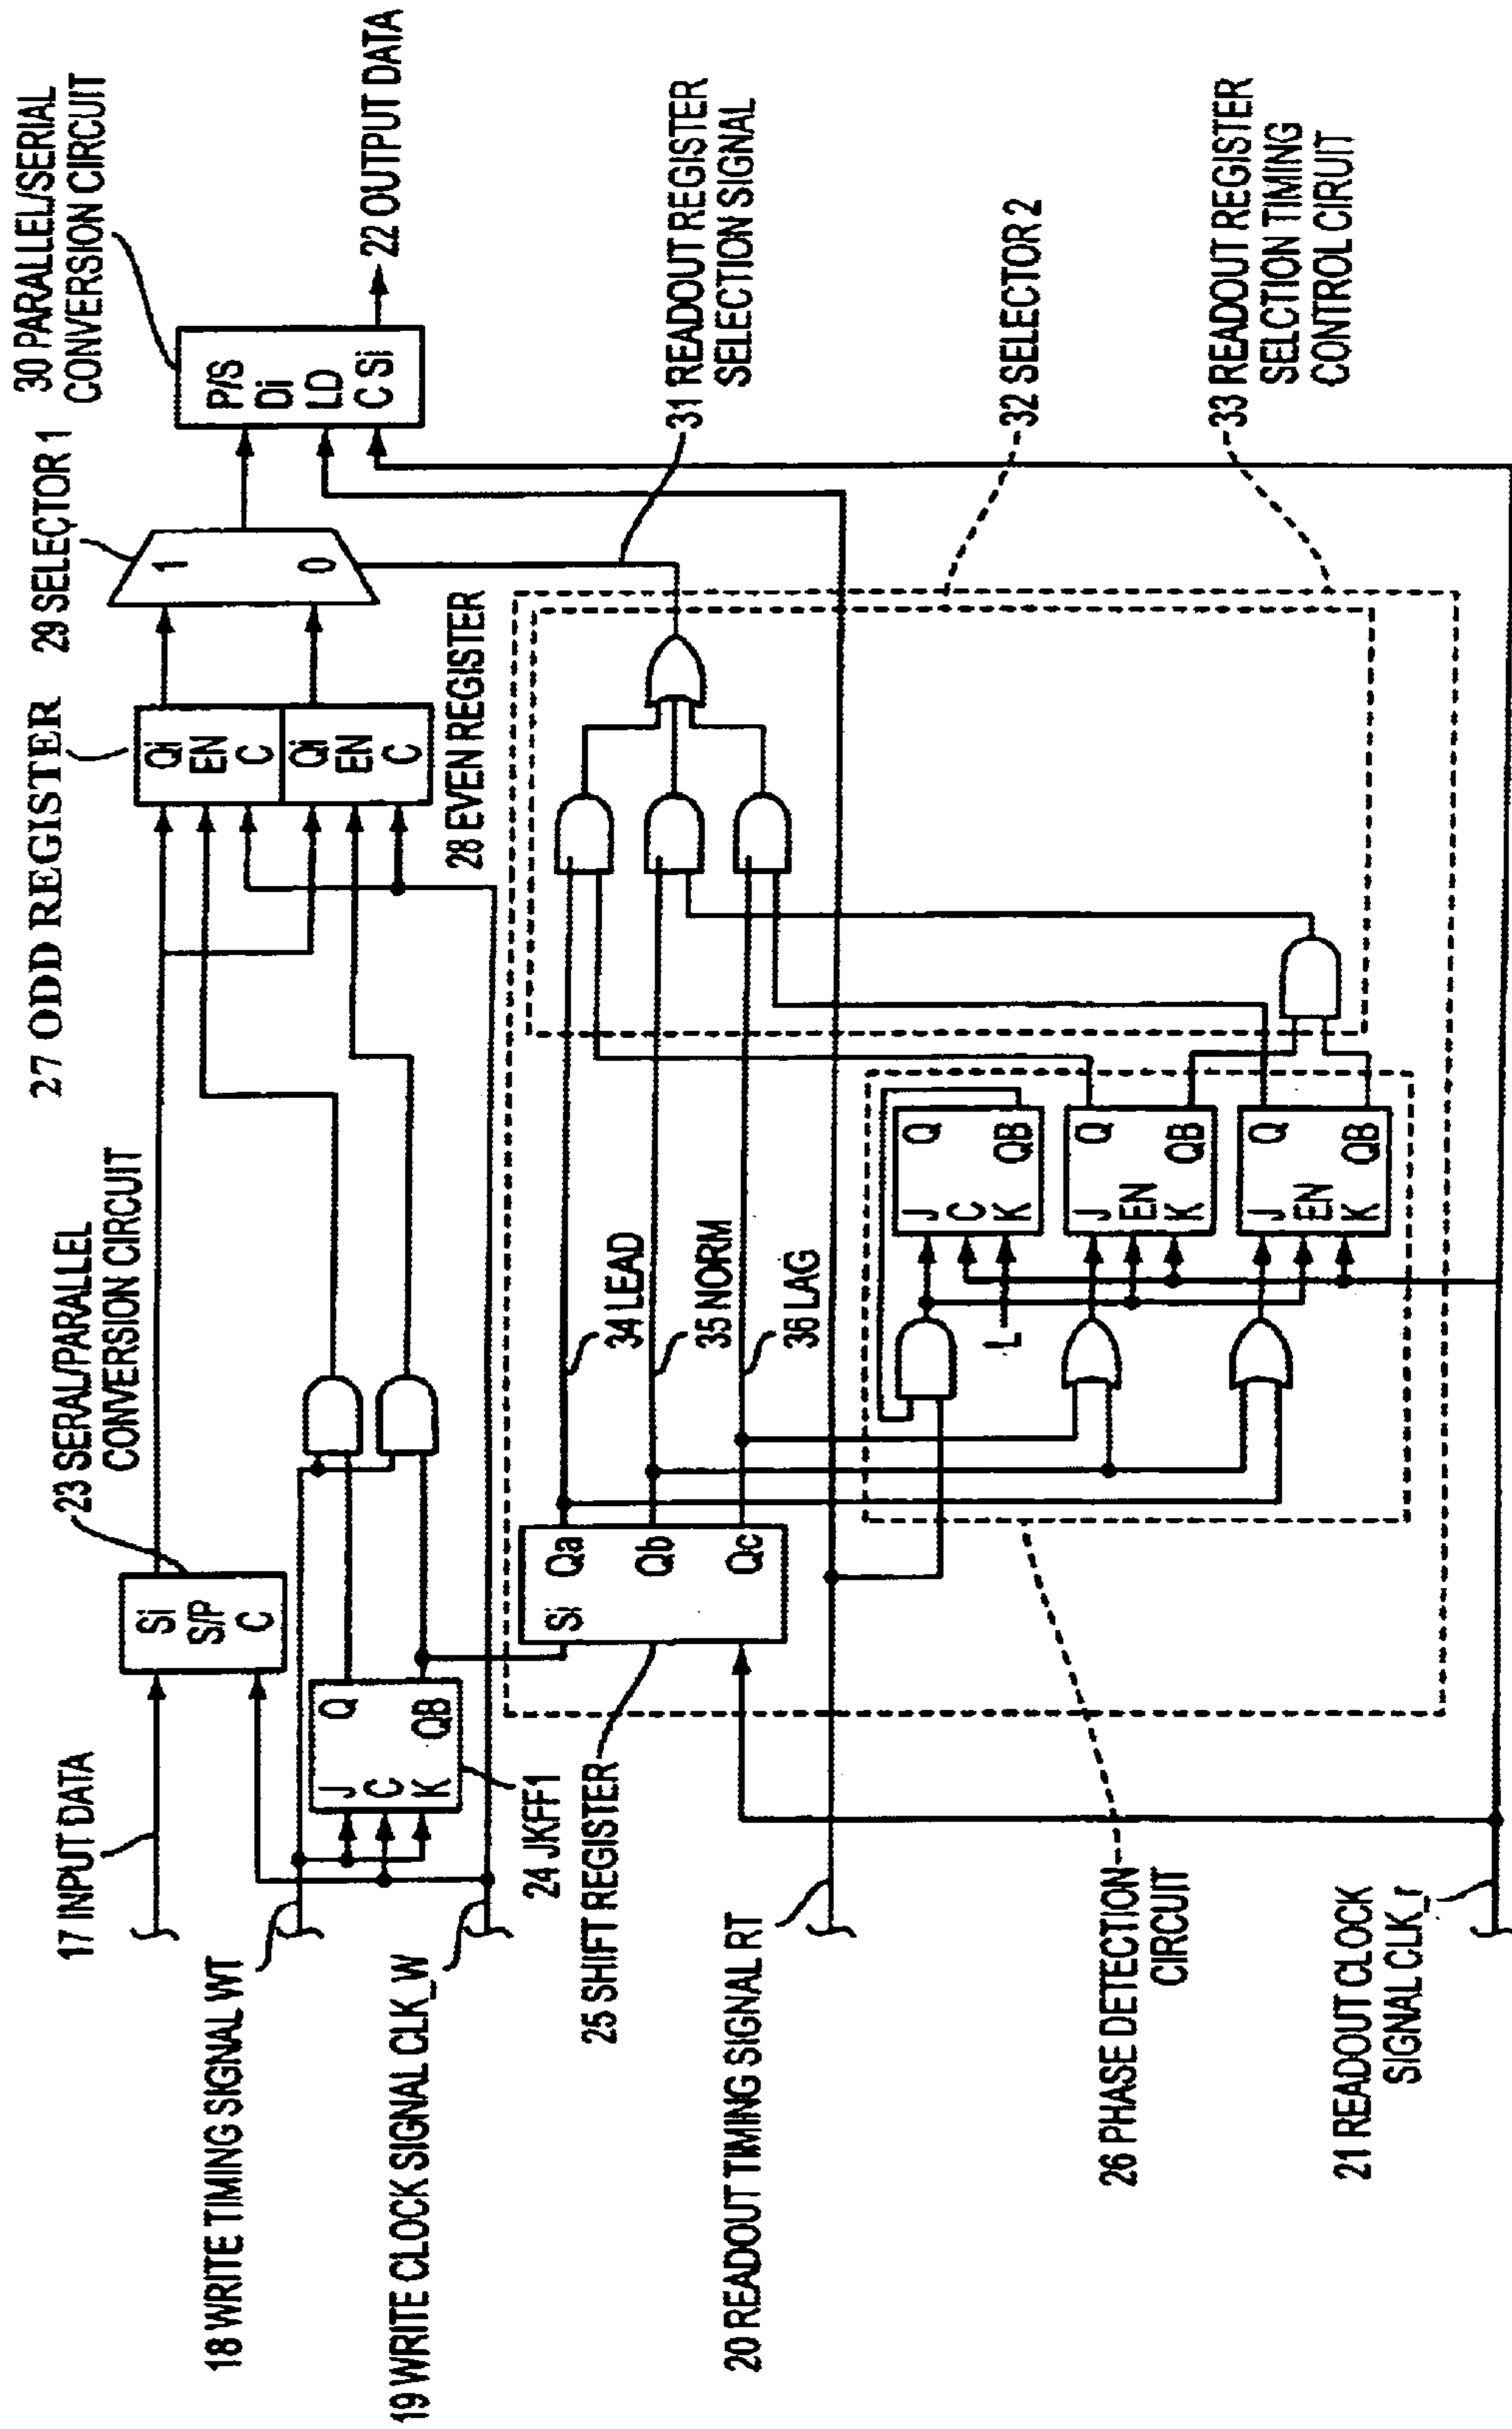 17 INPUT DATA
18 WRITE TIMING SIGNAL WT
19 WRITE CLOCK SIGNAL CLK_W
20 READOUT TIMING SIGNAL RT
21 READOUT CLOCK
SIGNAL CLK_r
23 SERAL/PARALLEL
CONVERSION CIRCUIT
Si
S/P
C
J
C
K
Q
QB
24 JKFF1
25 SHIFT REGISTER
Si
Qa
Qb
Qc
26 PHASE DETECTION
CIRCUIT
34 LEAD
35 NORM
36 LAG
L
J
C
K
Q
QB
J
EN
K
Q
QB
J
EN
K
Q
QB
27 ODD REGISTER
Qi
EN
C
Qi
EN
C
28 EVEN REGISTER
29 SELECTOR 1
1
0
30 PARALLEL/SERIAL
CONVERSION CIRCUIT
P/S
Di
LD
C Si
22 OUTPUT DATA
31 READOUT REGISTER
SELECTION SIGNAL
32 SELECTOR 2
33 READOUT REGISTER
SELCTION TIMING
CONTROL CIRUIT